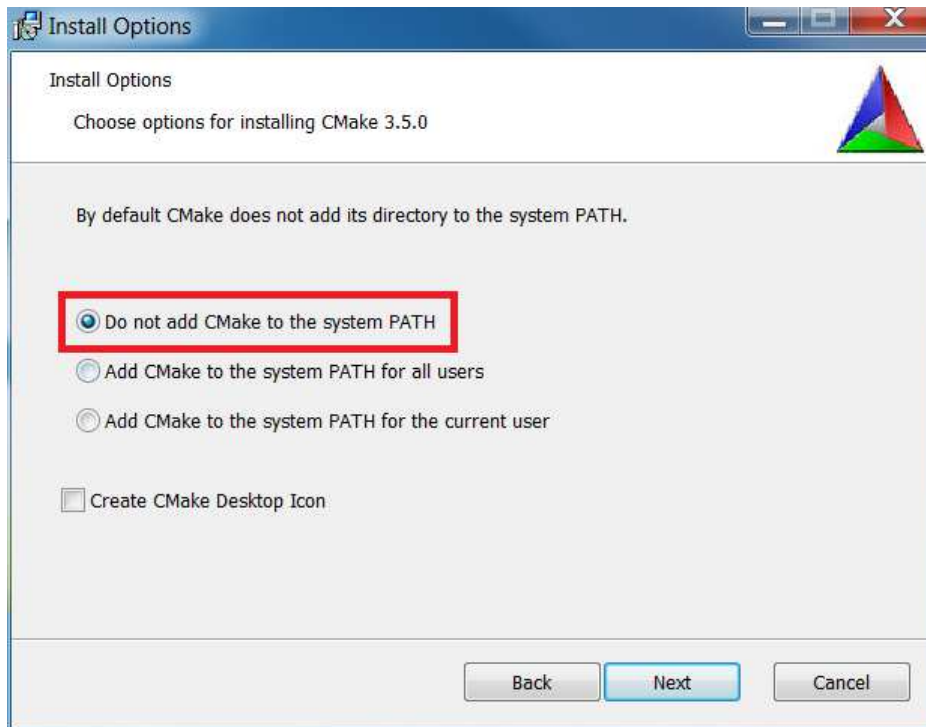 Install Options
Install Options
Choose options for installing CMake 3.5.0
By default CMake does not add its directory to the system PATH.
Do not add CMake to the system PATH
Add CMake to the system PATH for all users
Add CMake to the system PATH for the current user
Create CMake Desktop Icon
Back Next Cancel